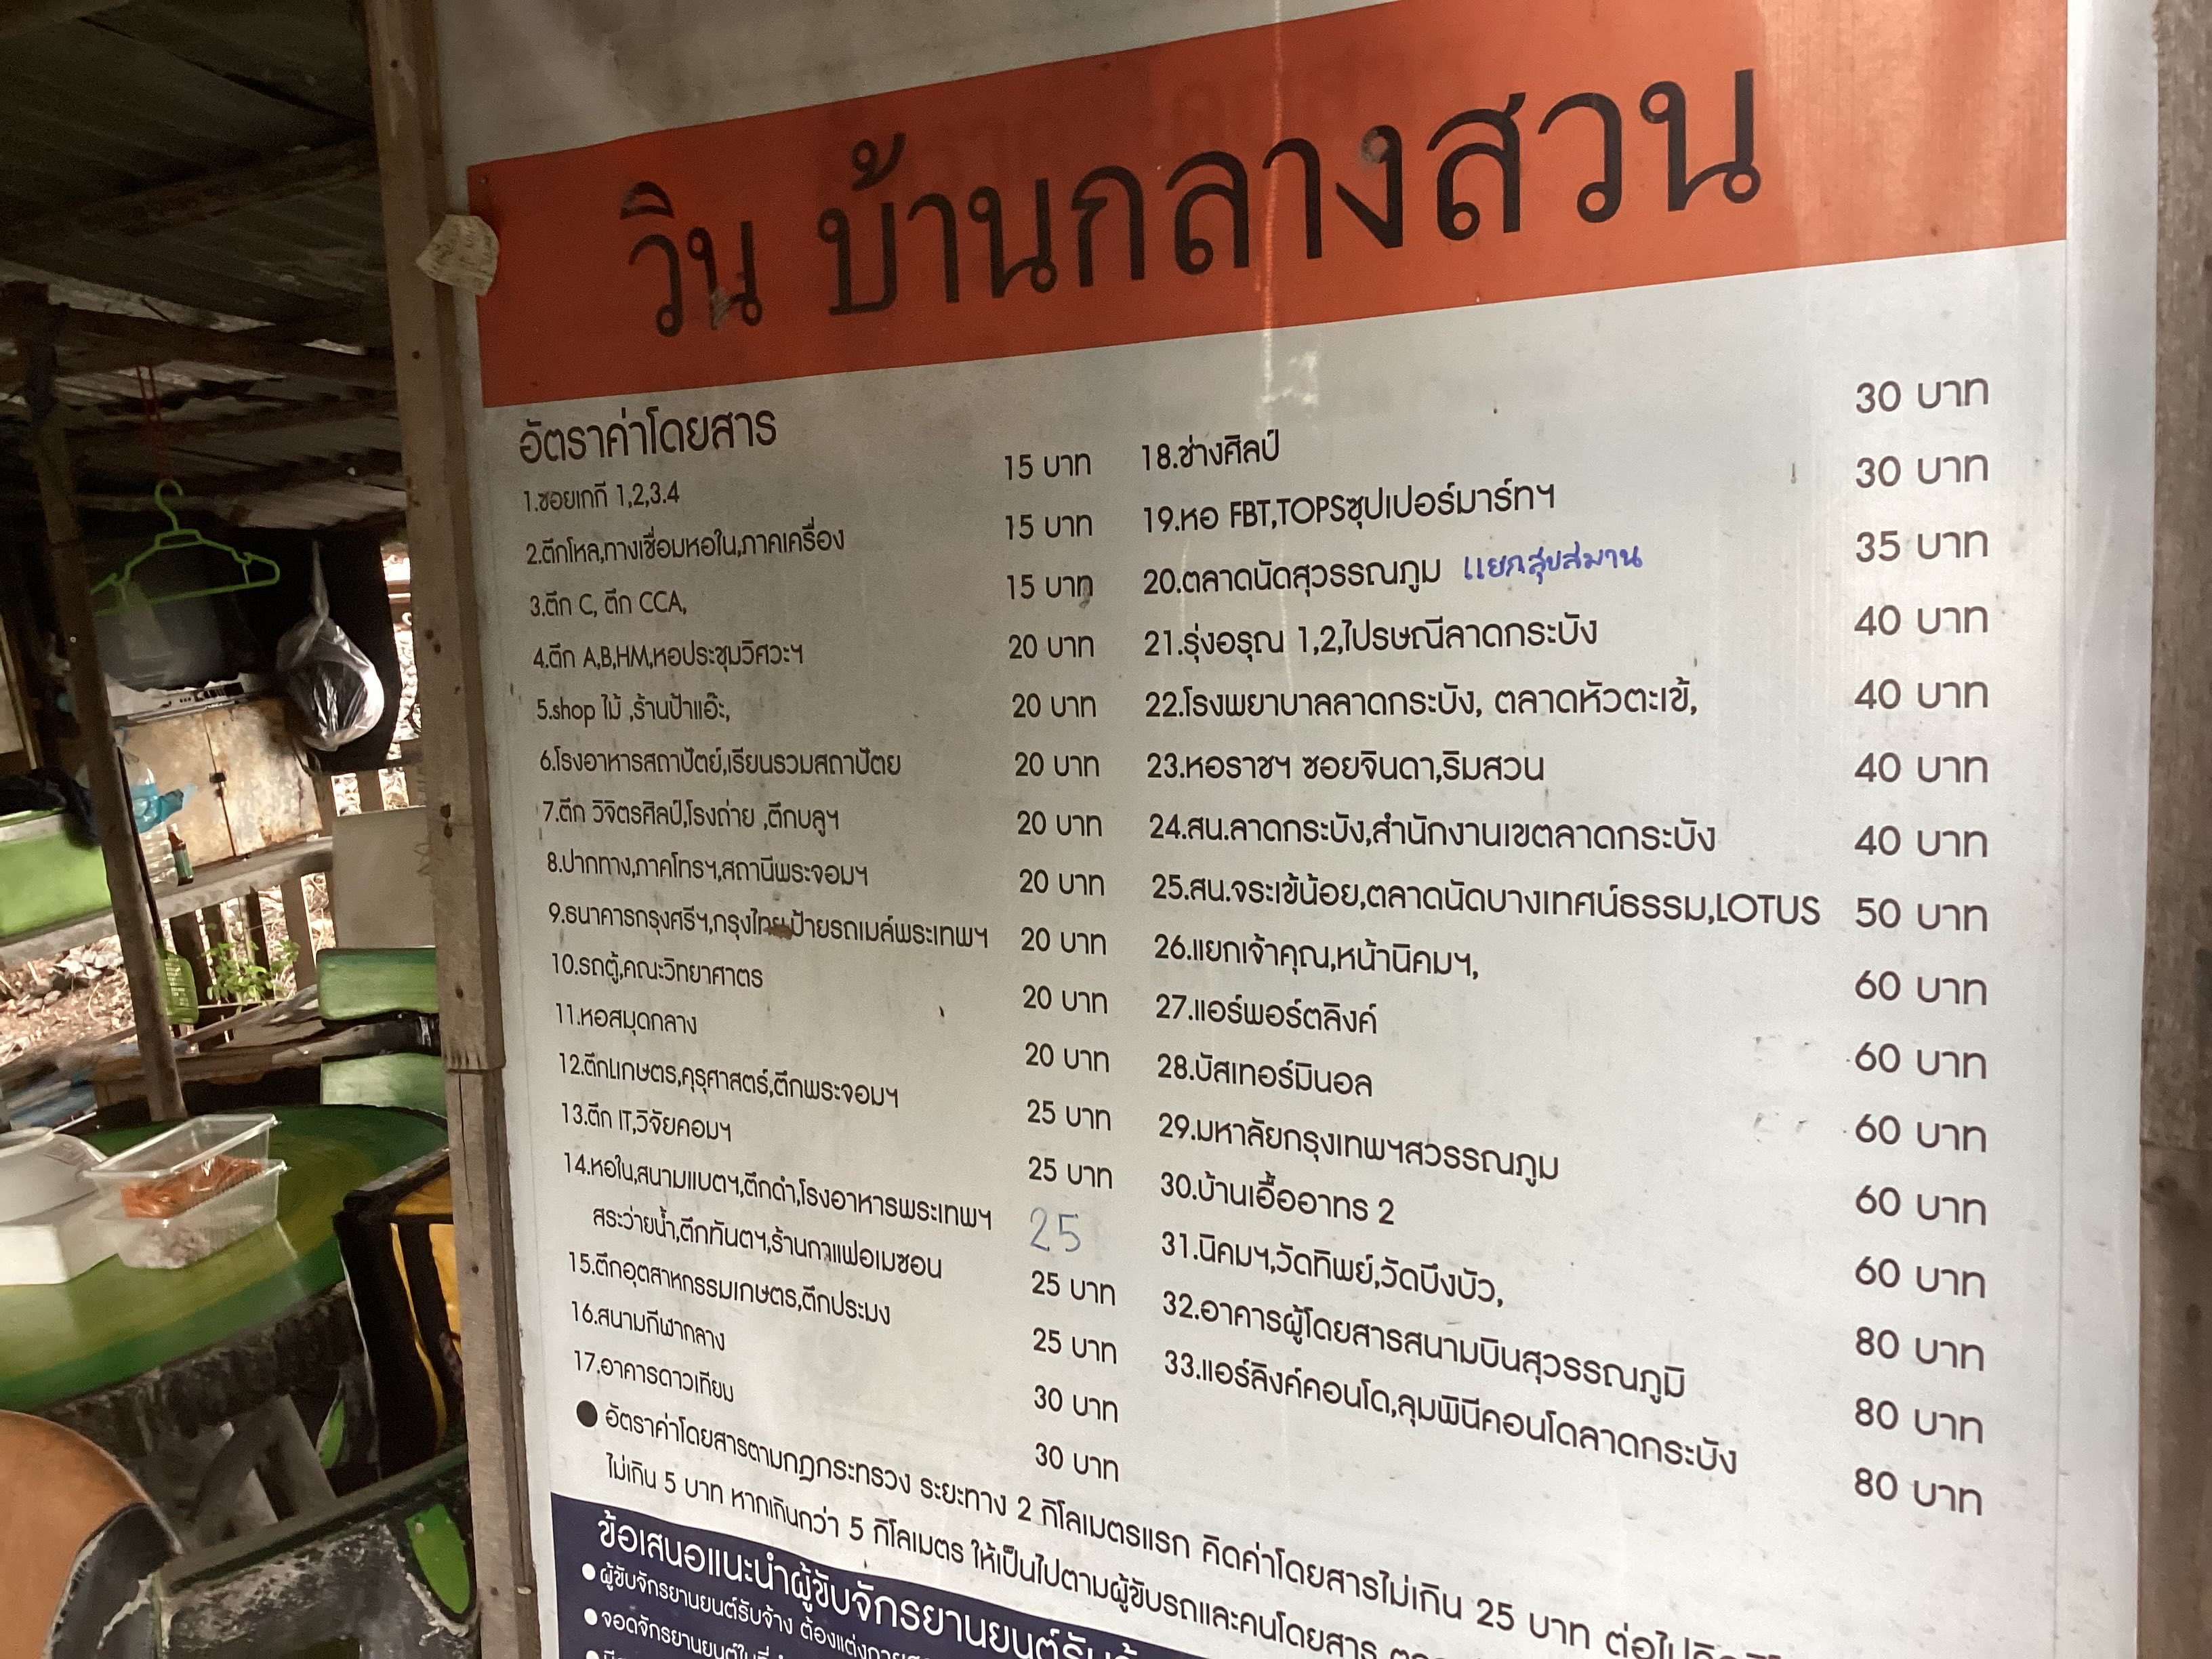 วิน บ้านกลางสวน
อัตราค่าโดยสาร
1.ซอยเกกี 1,2,3.4 15 บาท
2.ตึกโหล,ทางเชื่อมหอใน,ภาคเครื่อง 15 บาท
3.ตึก C, ตึก CCA, 15 บาท
4.ตึก A,B,HM,หอประชุมวิศวะฯ 20 บาท
5.shop ไม้ ,ร้านป้าแอ๊ะ, 20 บาท
6.โรงอาหารสถาปัตย์,เรียนรวมสถาปัตย 20 บาท
7.ตึก วิจิตรศิลป์,โรงถ่าย ,ตึกบลูฯ 20 บาท
8.ปากทาง,ภาคโทรฯ,สถานีพระจอมฯ 20 บาท
9.ธนาคารกรุงศรีฯ,กรุงไทย,ป้ายรถเมล์พระเทพฯ 20 บาท
10.รถตู้,คณะวิทยาศาตร 20 บาท
11.หอสมุดกลาง 20 บาท
12.ตึกเกษตร,คุรุศาสตร์,ตึกพระจอมฯ 25 บาท
13.ตึก IT,วิจัยคอมฯ 25 บาท
14.หอใน,สนามแบตฯ,ตึกดำ,โรงอาหารพระเทพฯ 25
สระว่ายน้ำ,ตึกทันตฯ,ร้านกาแฟอเมซอน 25 บาท
15.ตึกอุตสาหกรรมเกษตร,ตึกประมง 25 บาท
16.สนามกีฬากลาง 30 บาท
17.อาคารดาวเทียม 30 บาท
18.ช่างศิลป์ 30 บาท
19.หอ FBT,TOPSซุปเปอร์มาร์ทฯ 30 บาท
20.ตลาดนัดสุวรรณภูม แยกสุขสมาน 35 บาท
21.รุ่งอรุณ 1,2,ไปรษณีลาดกระบัง 40 บาท
22.โรงพยาบาลลาดกระบัง, ตลาดหัวตะเข้, 40 บาท
23.หอราชฯ ซอยจินดา,ริมสวน 40 บาท
24.สน.ลาดกระบัง,สำนักงานเขตลาดกระบัง 40 บาท
25.สน.จระเข้น้อย,ตลาดนัดบางเทศน์ธรรม,LOTUS 50 บาท
26.แยกเจ้าคุณ,หน้านิคมฯ, 60 บาท
27.แอร์พอร์ตลิงค์ 60 บาท
28.บัสเทอร์มินอล 60 บาท
29.มหาลัยกรุงเทพฯสวรรณภูม 60 บาท
30.บ้านเอื้ออาทร 2 60 บาท
31.นิคมฯ,วัดทิพย์,วัดบึงบัว, 80 บาท
32.อาคารผู้โดยสารสนามบินสุวรรณภูมิ 80 บาท
33.แอร์ลิงค์คอนโด,ลุมพินีคอนโดลาดกระบัง 80 บาท
● อัตราค่าโดยสารตามกฎกระทรวง ระยะทาง 2 กิโลเมตรแรก คิดค่าโดยสารไม่เกิน 25 บาท ต่อไป
ไม่เกิน 5 บาท หากเกินกว่า 5 กิโลเมตร ให้เป็นไปตามผู้ขับรถและคนโดยสาร
ข้อเสนอแนะนำผู้ขับจักรยานยนต์
● ผู้ขับจักรยานยนต์รับจ้าง ต้องแต่งกาย
● จอดจักรยานยนต์